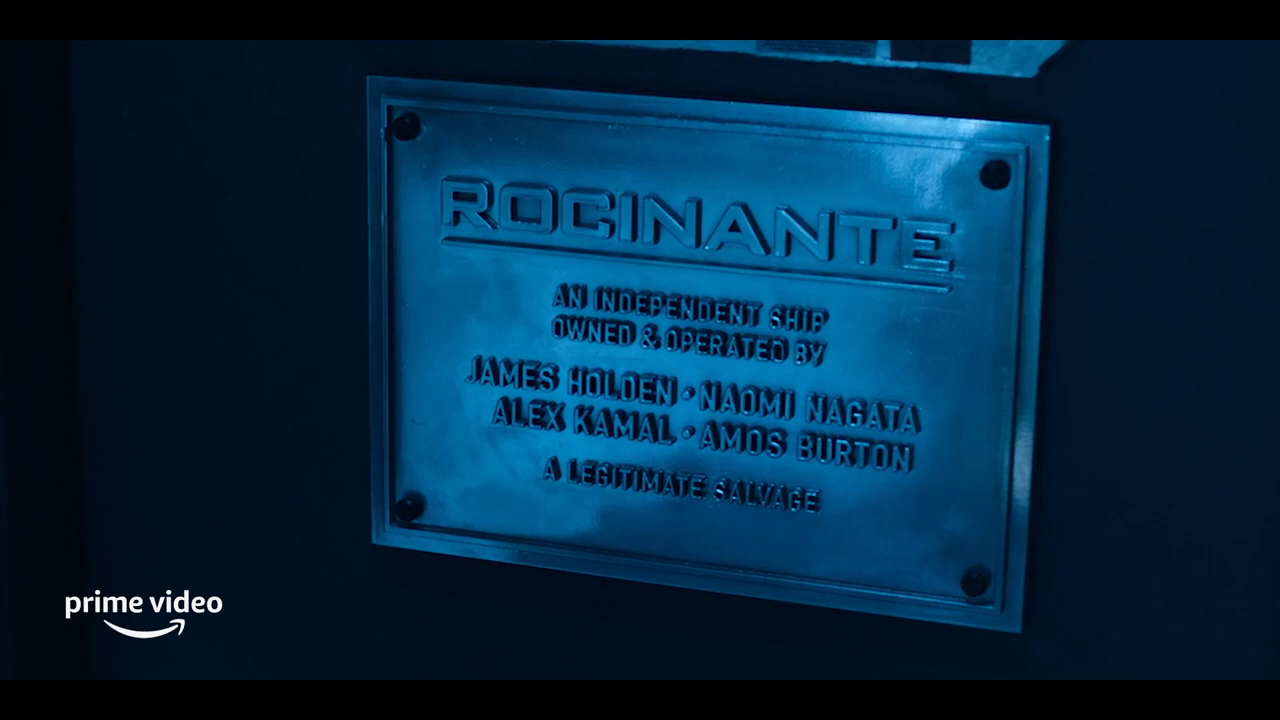 ROCINANTE
AN INDEPENDENT SHIP
OWNED & OPERATED BY
JAMES HOLDEN • NAOMI NAGATA
ALEX KAMAL • AMOS BURTON
A LEGITIMATE SALVAGE
prime video